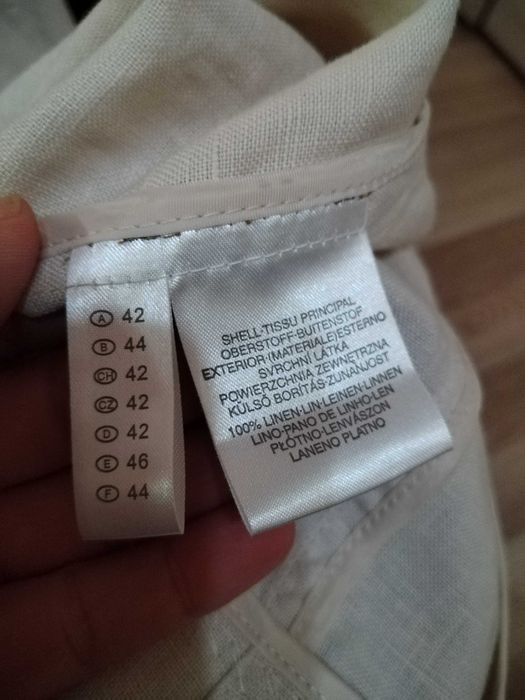 A 42
B 44
CH 42
CZ 42
D 42
E 46
F 44
SHELL-TISSU PRINCIPAL
OBERSTOFF-BUITENSTOF
EXTERIOR-(MATERIALE)ESTERNO
SVRCHNÍ LÁTKA
POWIERZCHNIA ZEWNĘTRZNA
KÜLSŐ BORÍTÁS-ZUNANJOST
100% LINEN-LIN-LEINEN-LINNEN
LINO-PANO DE LINHO-LEN
PŁÓTNO-LENVÁSZON
LANENO PLATNO